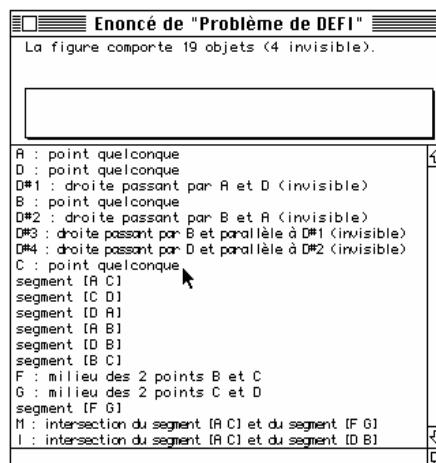 Enoncé de "Problème de DEFI"
La figure comporte 19 objets (4 invisible).
A : point quelconque
D : point quelconque
D#1 : droite passant par A et D (invisible)
B : point quelconque
D#2 : droite passant par B et A (invisible)
D#3 : droite passant par B et parallèle à D#1 (invisible)
D#4 : droite passant par D et parallèle à D#2 (invisible)
C : point quelconque
segment [A C]
segment [C D]
segment [D A]
segment [A B]
segment [D B]
segment [B C]
F : milieu des 2 points B et C
G : milieu des 2 points C et D
segment [F G]
M : intersection du segment [A C] et du segment [F G]
I : intersection du segment [A C] et du segment [D B]